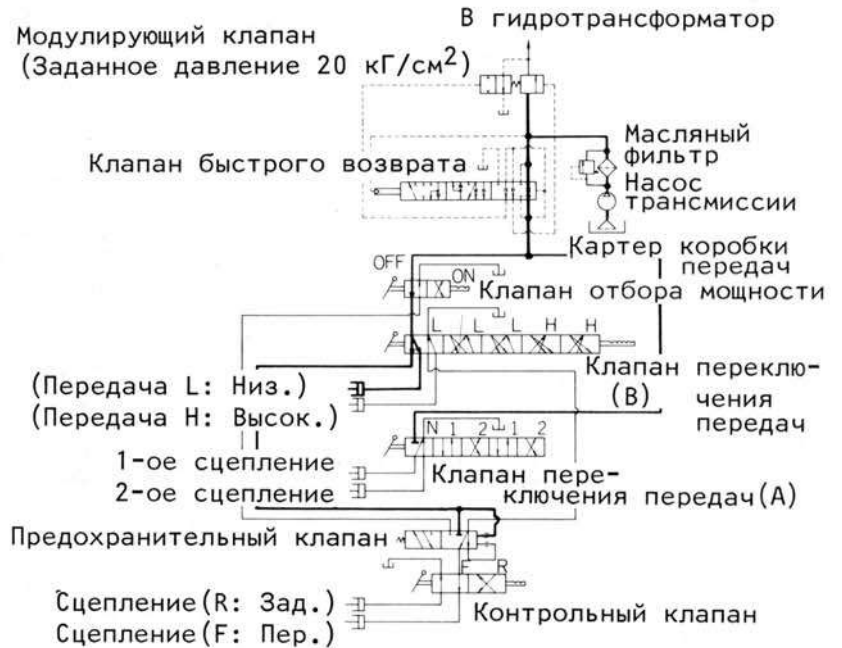 В гидротрансформатор
Модулирующий клапан
(Заданное давление 20 кГ/см²)
Масляный
фильтр
Клапан быстрого возврата
Насос
трансмиссии
Картер коробки
передач
OFF
ON
Клапан отбора мощности
L L L H H
Клапан переклю-
(В) чения
передач
(Передача L: Низ.)
(Передача H: Высок.)
N 1 2 1 2
1-ое сцепление
Клапан пере-
2-ое сцепление
ключения передач(А)
Предохранительный клапан
F R
Сцепление(R: Зад.)
Контрольный клапан
Сцепление(F: Пер.)